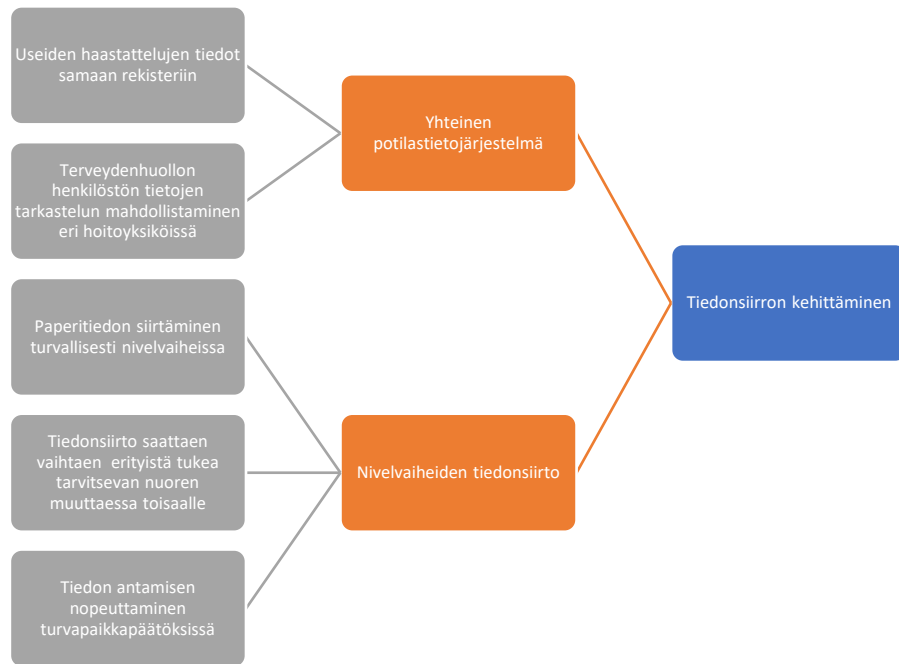 Useiden haastattelujen tiedot
samaan rekisteriin
Terveydenhuollon
henkilöstön tietojen
tarkastelun mahdollistaminen
eri hoitoyksiköissä
Paperitiedon siirtäminen
turvallisesti nivelvaiheissa
Tiedonsiirto saattaen
vaihtaen erityistä tukea
tarvitsevan nuoren
muuttaessa toisaalle
Tiedon antamisen
nopeuttaminen
turvapaikkapäätöksissä
Yhteinen
potilastietojärjestelmä
Nivelvaiheiden tiedonsiirto
Tiedonsiirron kehittäminen